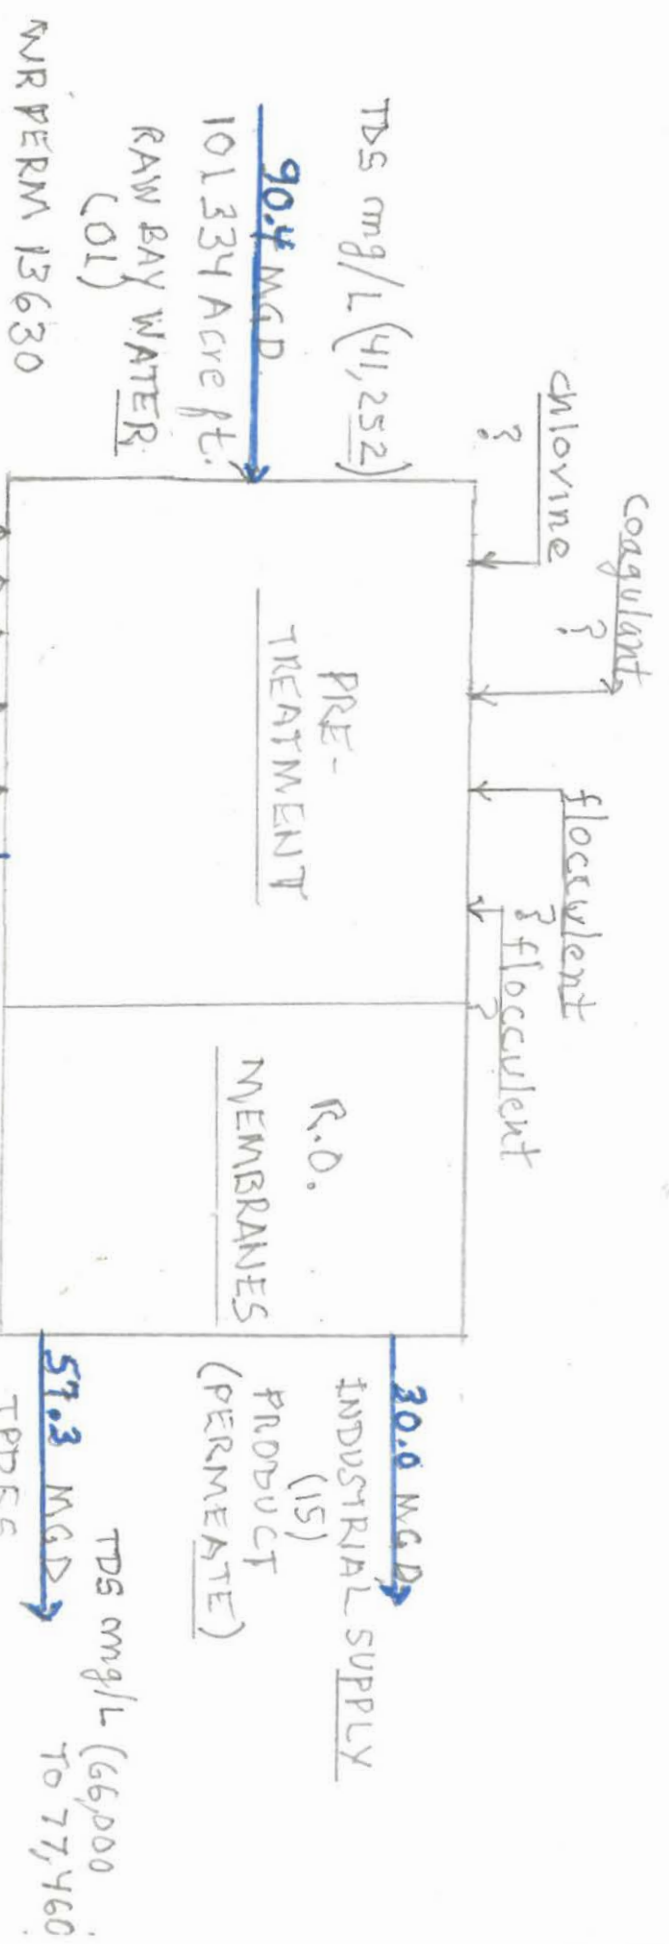 coagulant
?
chlorine
?
flocculent
?
flocculent
?
TDS mg/L (41,252)
90.4 MGD
101334 Acre ft.
RAW BAY WATER
(01)
WR PERM 13630
PRE-
TREATMENT
R.O.
MEMBRANES
30.0 MGD
INDUSTRIAL SUPPLY
(15)
PRODUCT
(PERMEATE)
57.3 MGD
TDS mg/L (66,000
TO 77,460
TPDES